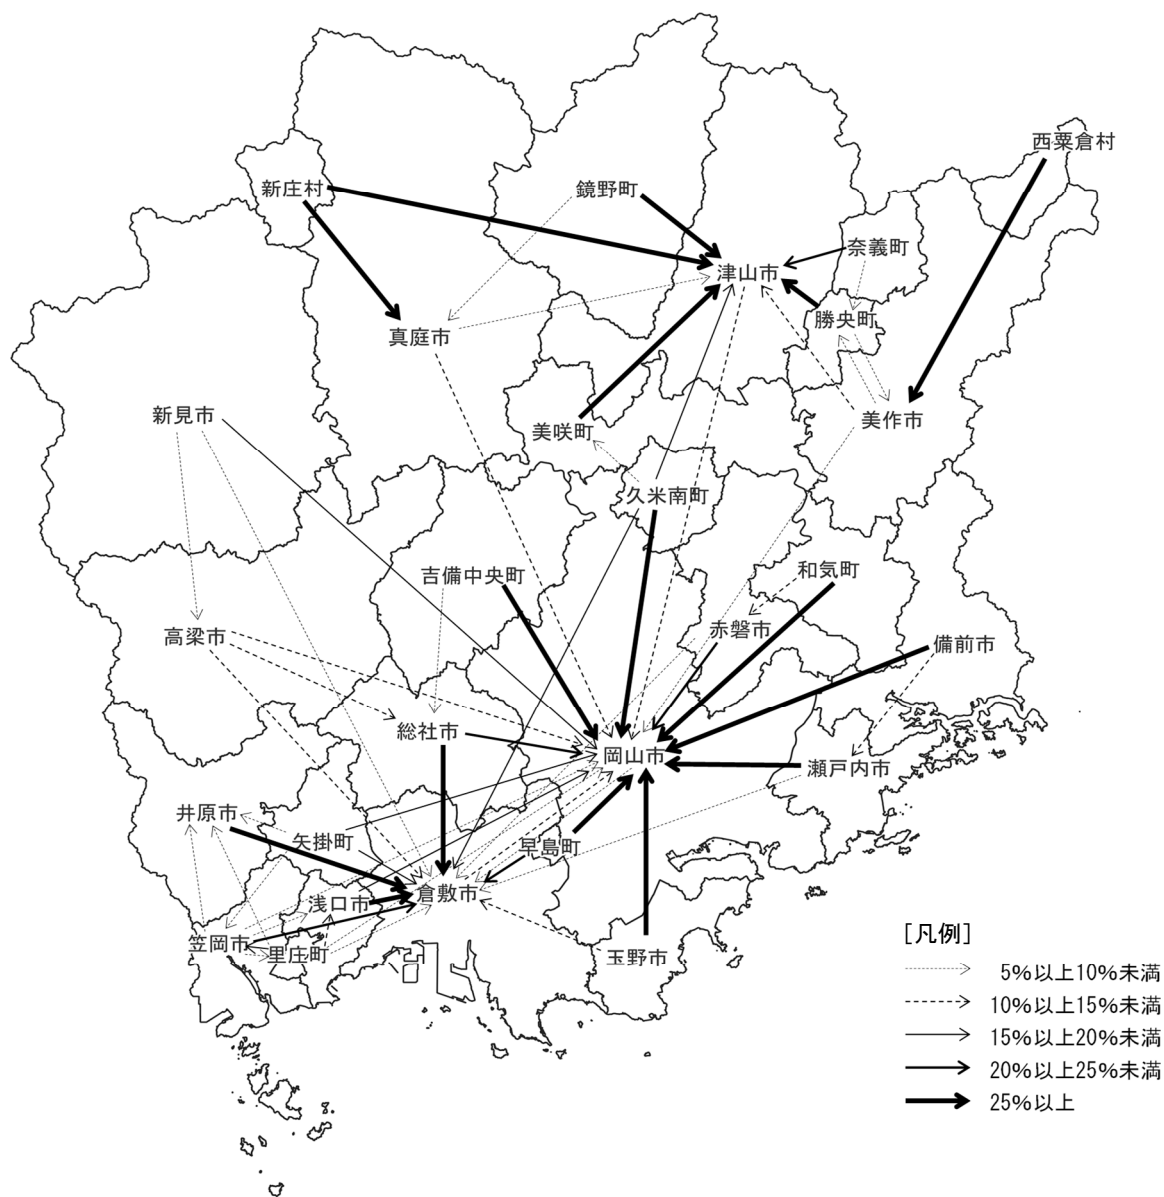 西粟倉村
新庄村
鏡野町
奈義町
津山市
勝央町
真庭市
新見市
美作市
美咲町
久米南町
吉備中央町
和気町
高梁市
赤磐市
備前市
総社市
岡山市
瀬戸内市
井原市
矢掛町
早島町
倉敷市
浅口市
笠岡市
里庄町
玉野市
[凡例]
5%以上10%未満
10%以上15%未満
15%以上20%未満
20%以上25%未満
25%以上